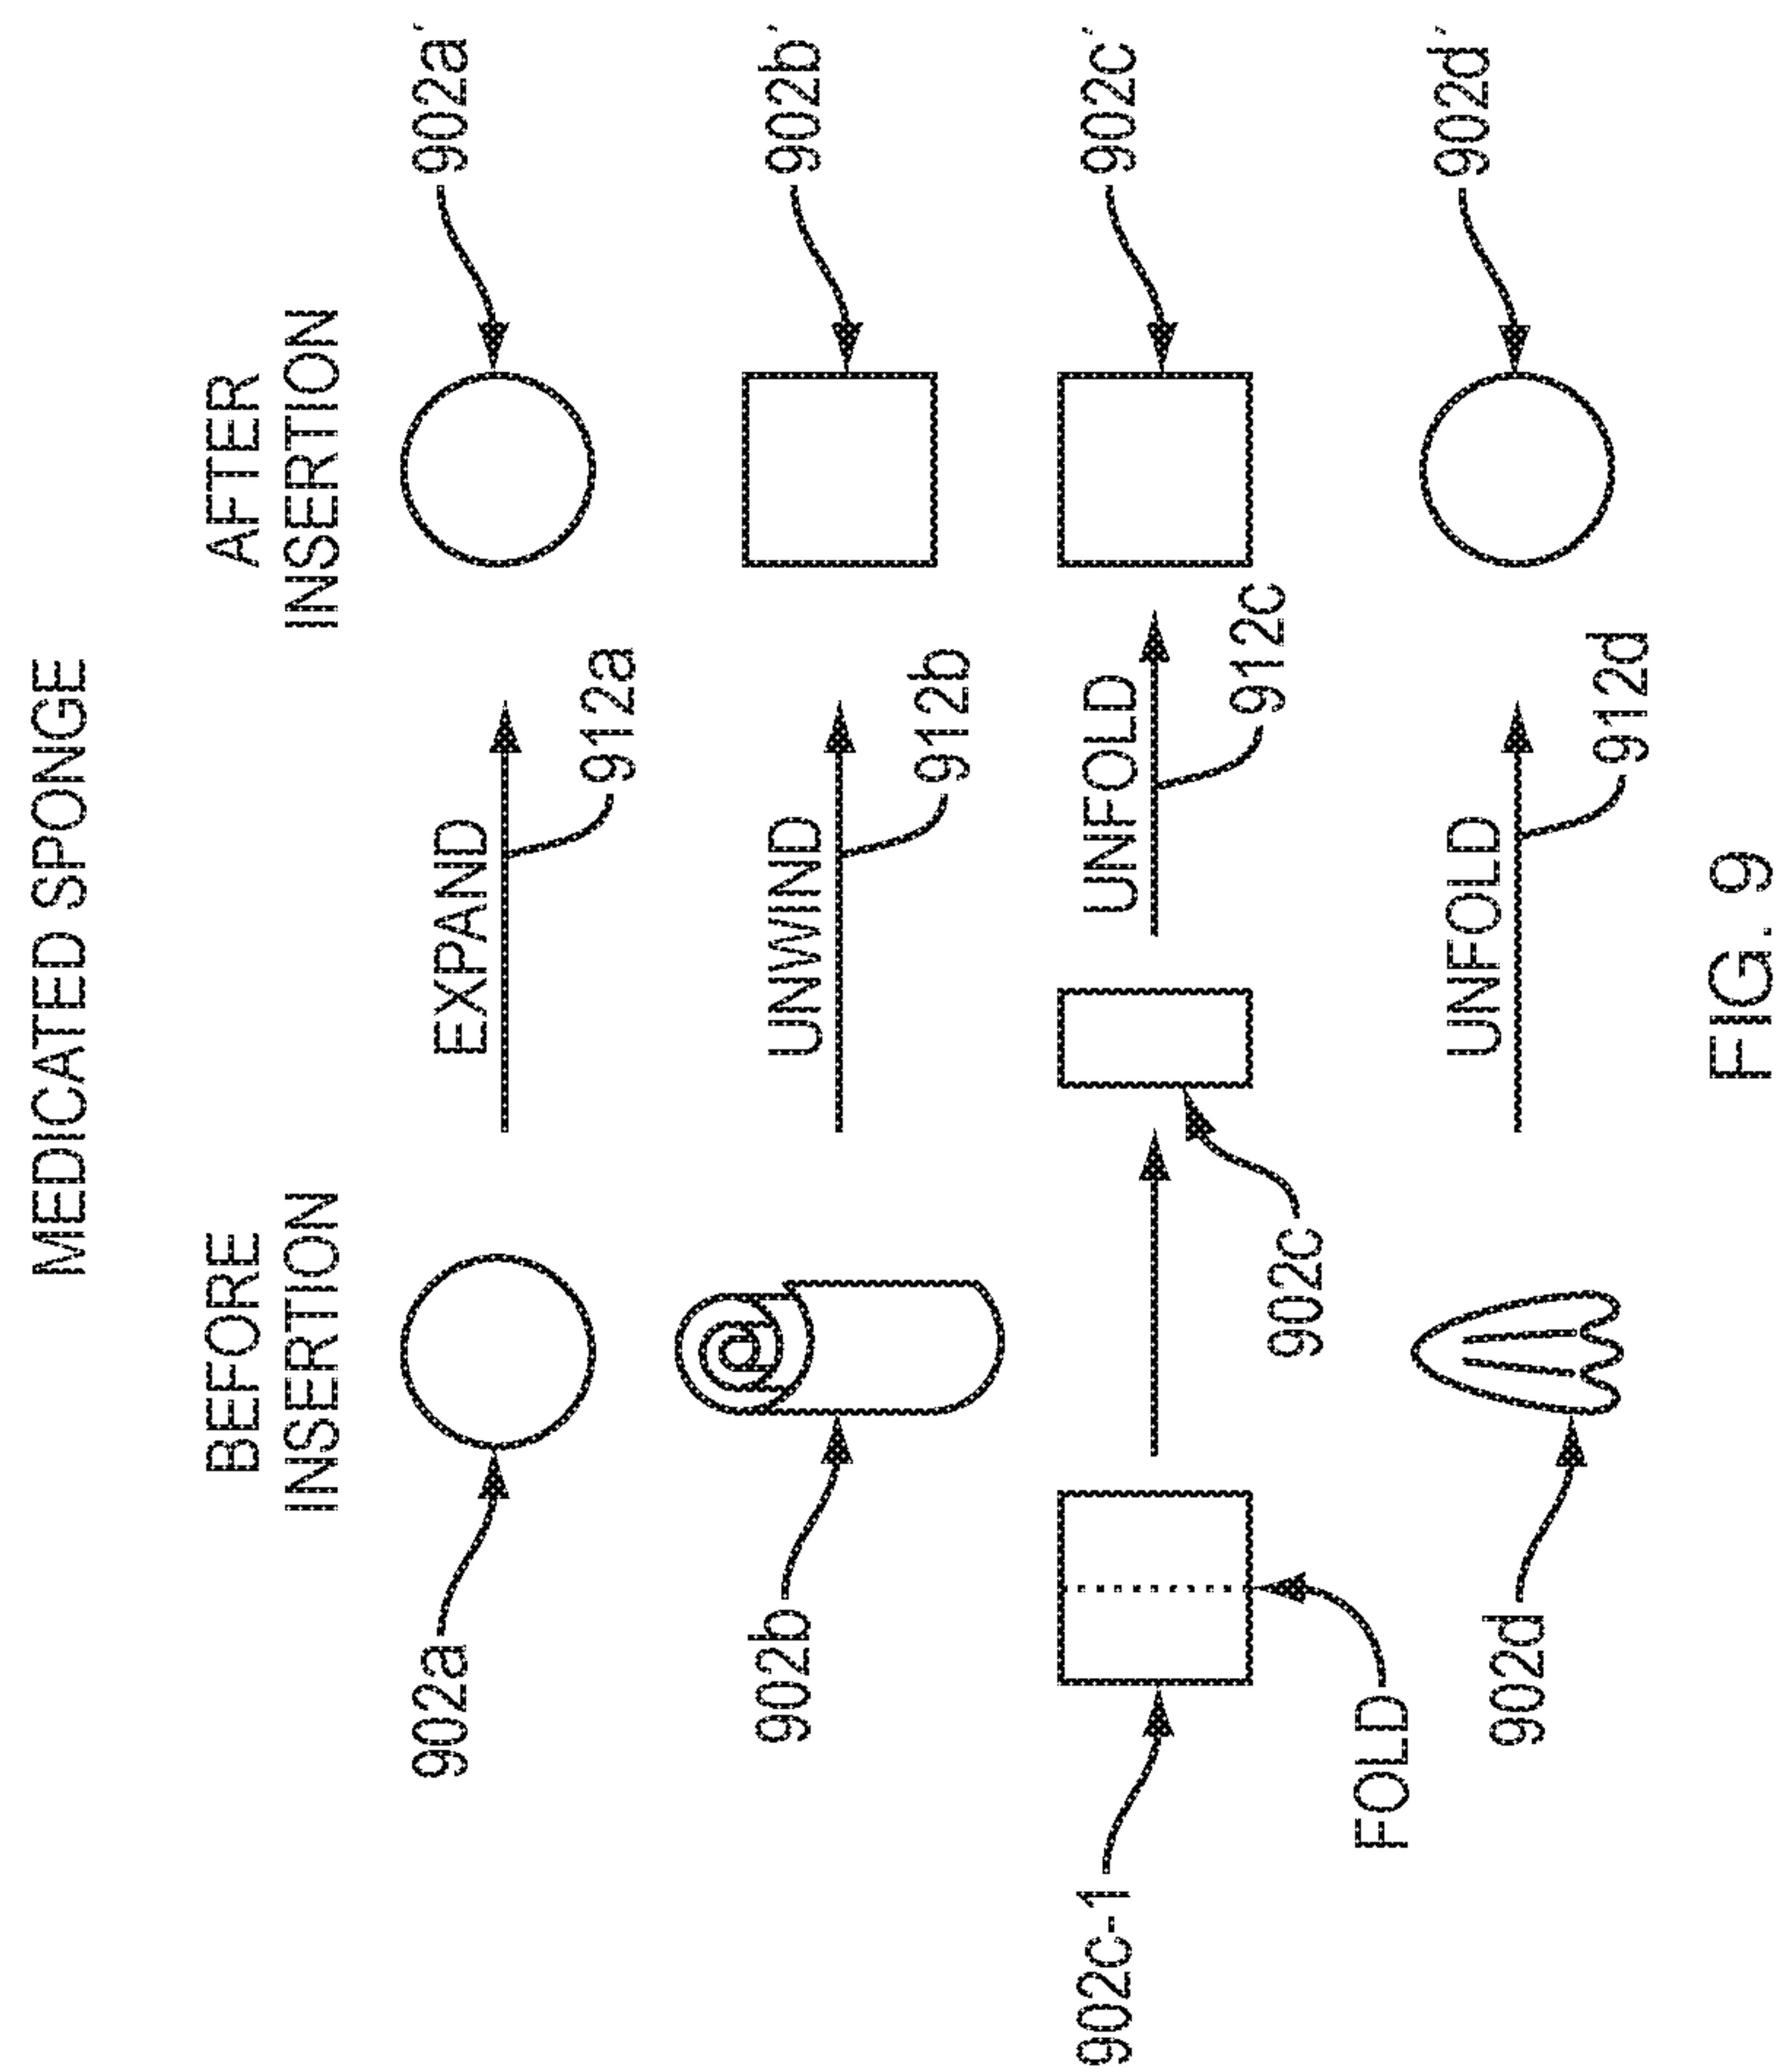 MEDICATED SPONGE
BEFORE
INSERTION
AFTER
INSERTION
902a
EXPAND
912a
902a′
902b
UNWIND
912b
902b′
902c-1
FOLD
902c
UNFOLD
912c
902c′
902d
UNFOLD
912d
902d′
FIG. 9